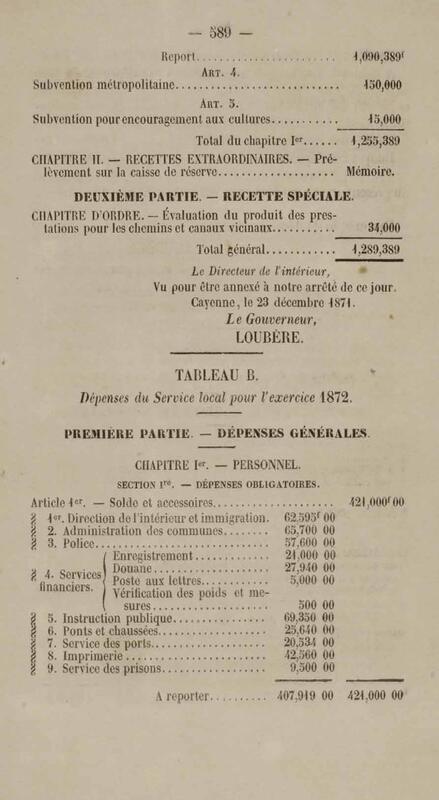 — 589 —
Report........................ 1,090,389f
ART. 4.
Subvention métropolitaine............................ 150,000
ART. 5.
Subvention pour encouragement aux cultures........... 15,000
Total du chapitre Ier...... 1,255,389
CHAPITRE II. — RECETTES EXTRAORDINAIRES. — Pré-
lèvement sur la caisse de réserve.................... Mémoire.
DEUXIÈME PARTIE. — RECETTE SPÉCIALE.
CHAPITRE D'ORDRE. — Évaluation du produit des pres-
tations pour les chemins et canaux vicinaux........... 34,000
Total général............ 1,289,389
Le Directeur de l'intérieur,
Vu pour être annexé à notre arrêté de ce jour.
Cayenne, le 23 décembre 1871.
Le Gouverneur,
LOUBÈRE.
TABLEAU B.
Dépenses du Service local pour l'exercice 1872.
PREMIÈRE PARTIE. — DÉPENSES GÉNÉRALES.
CHAPITRE Ier. — PERSONNEL.
SECTION Ire. — DÉPENSES OBLIGATOIRES.
Article 1er. — Solde et accessoires.................... 421,000f 00
§ 1er. Direction de l'intérieur et immigration. 62,595f 00
§ 2. Administration des communes........ 65,700 00
§ 3. Police............................. 57,600 00
§ 4. Services financiers. { Enregistrement................ 21,000 00
Douane........................ 27,940 00
Poste aux lettres............. 5,000 00
Vérification des poids et me-
sures.................... 500 00
§ 5. Instruction publique................ 69,350 00
§ 6. Ponts et chaussées.................. 25,640 00
§ 7. Service des ports................... 20,534 00
§ 8. Imprimerie ......................... 42,560 00
§ 9. Service des prisons................. 9,500 00
A reporter.......... 407,919 00 421,000 00